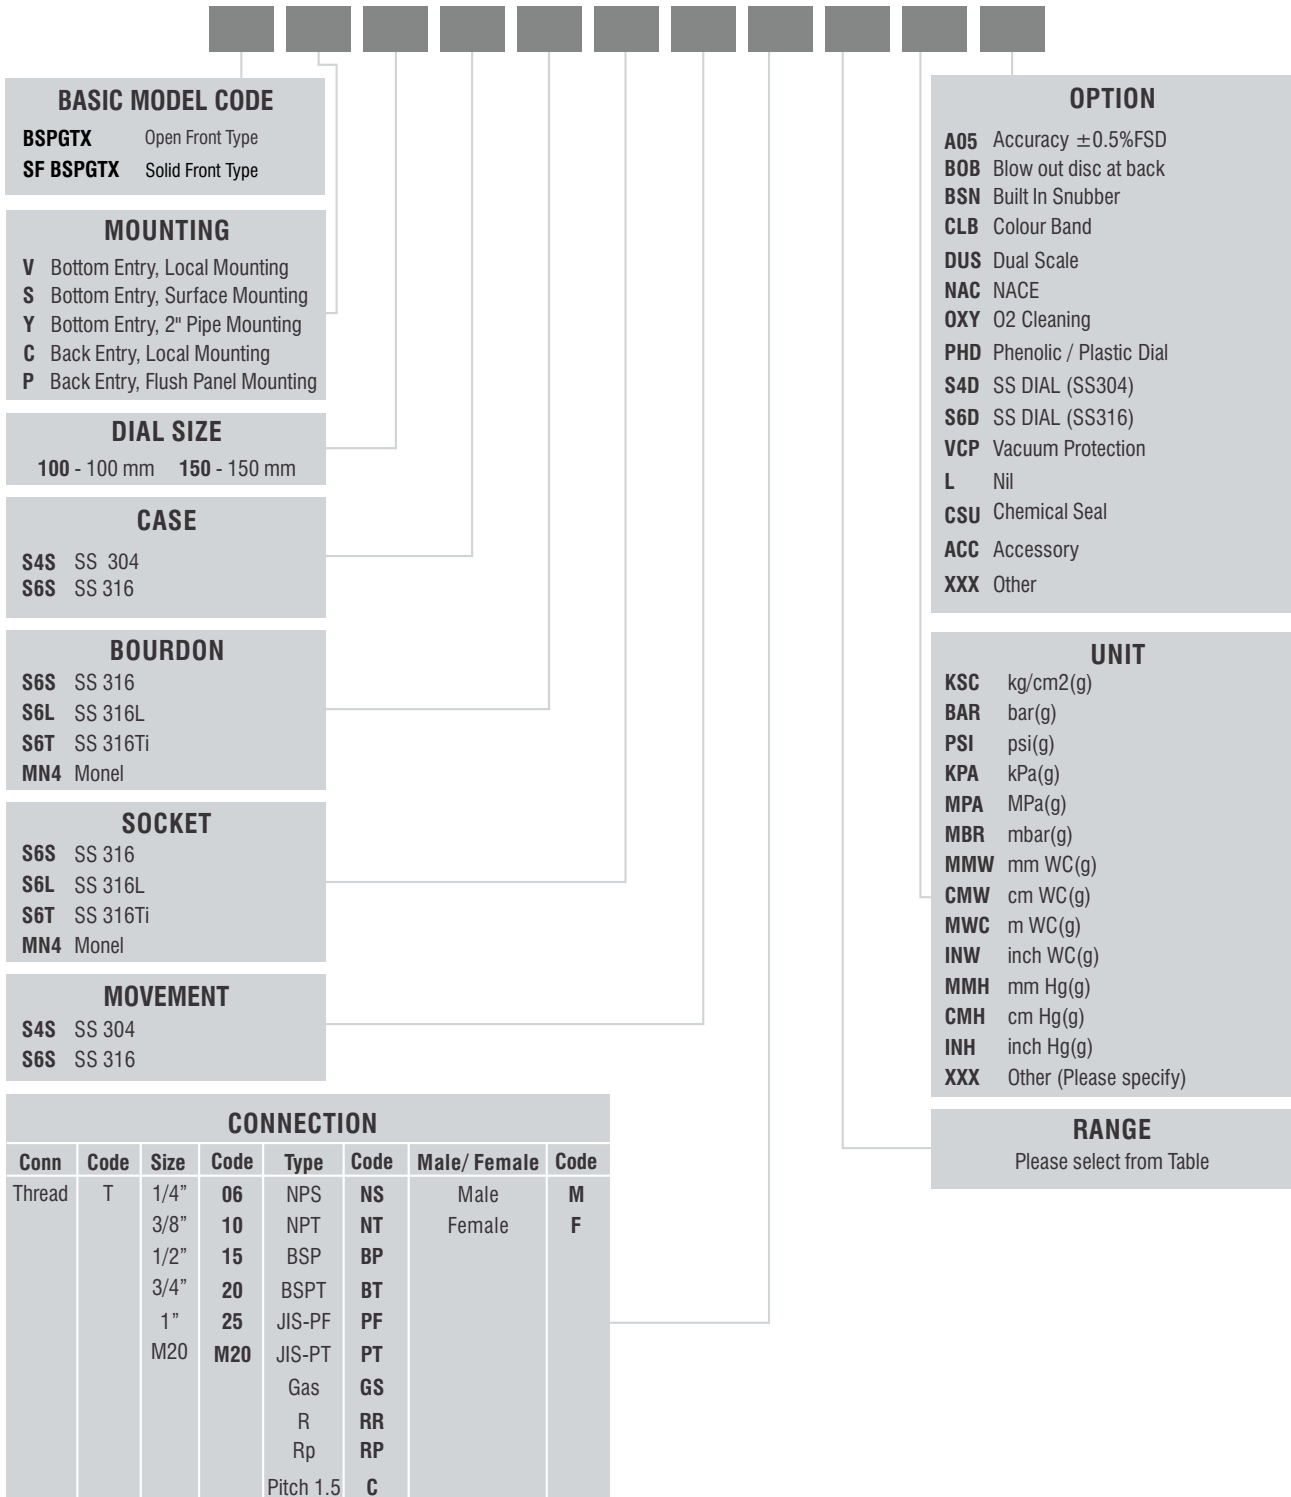 BASIC MODEL CODE
BSPGTX Open Front Type
SF BSPGTX Solid Front Type
MOUNTING
V Bottom Entry, Local Mounting
S Bottom Entry, Surface Mounting
Y Bottom Entry, 2" Pipe Mounting
C Back Entry, Local Mounting
P Back Entry, Flush Panel Mounting
DIAL SIZE
100 - 100 mm 150 - 150 mm
CASE
S4S SS 304
S6S SS 316
BOURDON
S6S SS 316
S6L SS 316L
S6T SS 316Ti
MN4 Monel
SOCKET
S6S SS 316
S6L SS 316L
S6T SS 316Ti
MN4 Monel
MOVEMENT
S4S SS 304
S6S SS 316
CONNECTION
Conn Code Size Code Type Code Male/ Female Code
Thread T 1/4” 06 NPS NS Male M
3/8” 10 NPT NT Female F
1/2” 15 BSP BP
3/4” 20 BSPT BT
1” 25 JIS-PF PF
M20 M20 JIS-PT PT
Gas GS
R RR
Rp RP
Pitch 1.5 C
OPTION
A05 Accuracy ±0.5%FSD
BOB Blow out disc at back
BSN Built In Snubber
CLB Colour Band
DUS Dual Scale
NAC NACE
OXY O2 Cleaning
PHD Phenolic / Plastic Dial
S4D SS DIAL (SS304)
S6D SS DIAL (SS316)
VCP Vacuum Protection
L Nil
CSU Chemical Seal
ACC Accessory
XXX Other
UNIT
KSC kg/cm2(g)
BAR bar(g)
PSI psi(g)
KPA kPa(g)
MPA MPa(g)
MBR mbar(g)
MMW mm WC(g)
CMW cm WC(g)
MWC m WC(g)
INW inch WC(g)
MMH mm Hg(g)
CMH cm Hg(g)
INH inch Hg(g)
XXX Other (Please specify)
RANGE
Please select from Table